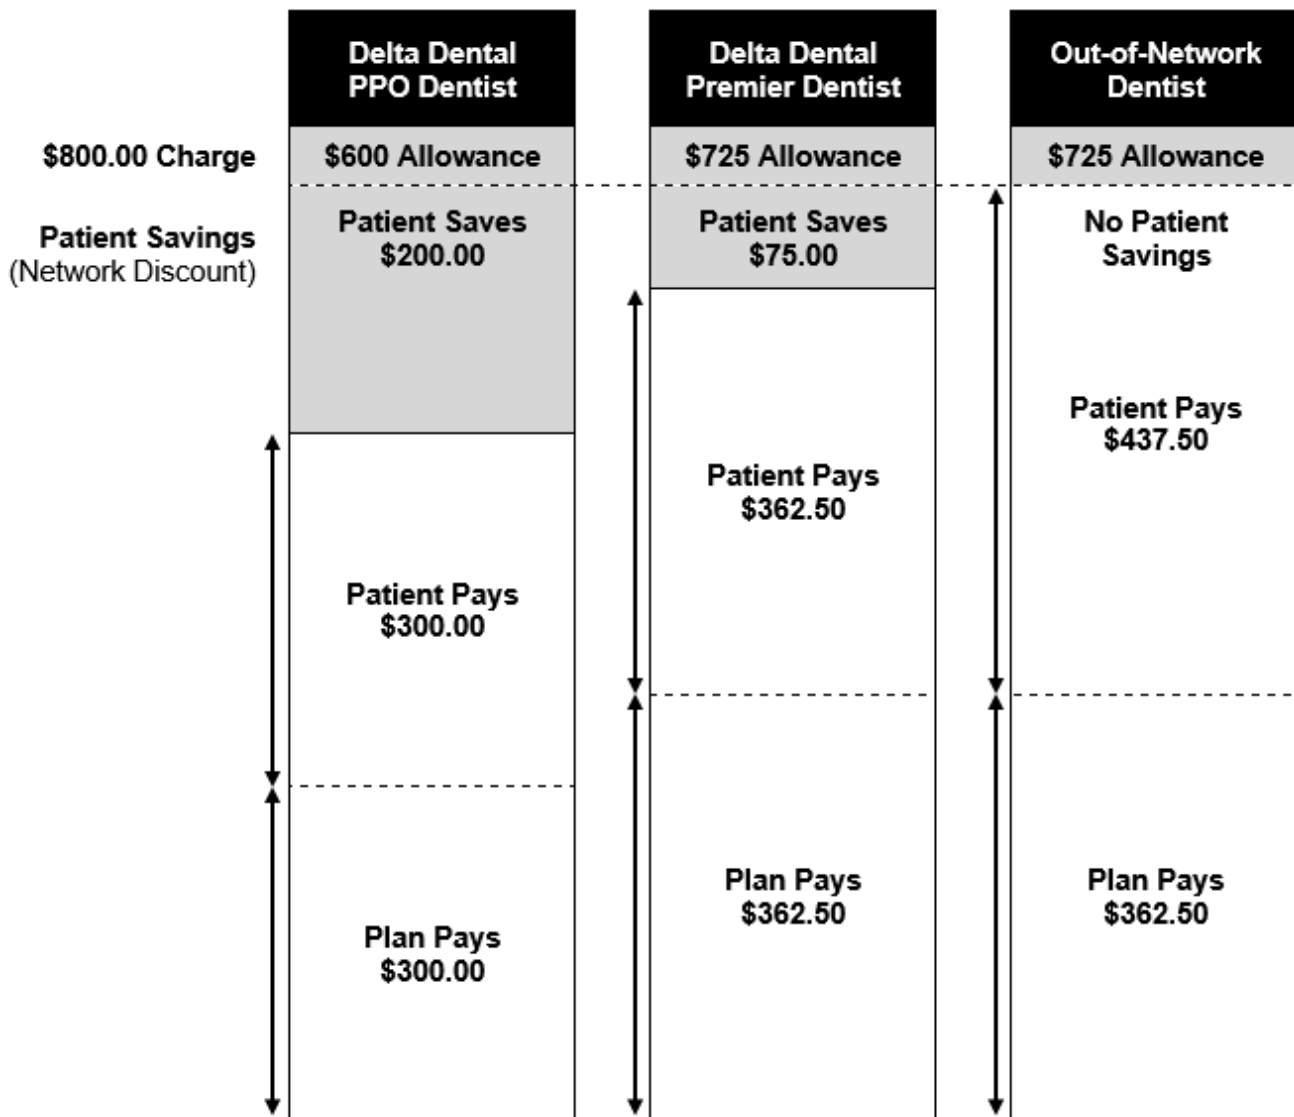 Delta Dental
PPO Dentist
Delta Dental
Premier Dentist
Out-of-Network
Dentist
$800.00 Charge
$600 Allowance
$725 Allowance
$725 Allowance
Patient Savings
(Network Discount)
Patient Saves
$200.00
Patient Saves
$75.00
No Patient
Savings
Patient Pays
$300.00
Patient Pays
$362.50
Patient Pays
$437.50
Plan Pays
$300.00
Plan Pays
$362.50
Plan Pays
$362.50